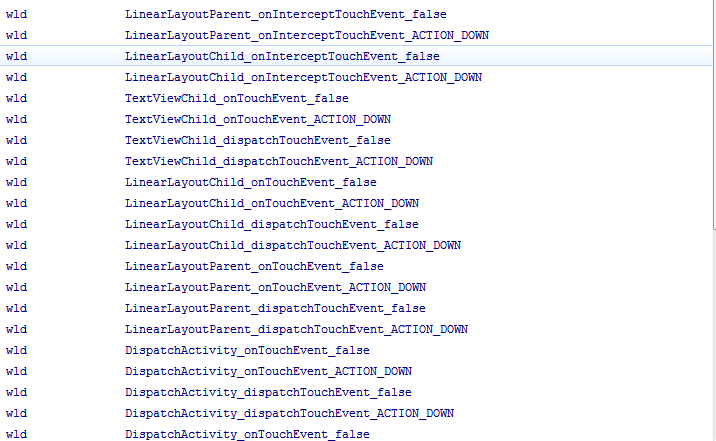 wld LinearLayoutParent_onInterceptTouchEvent_false
wld LinearLayoutParent_onInterceptTouchEvent_ACTION_DOWN
wld LinearLayoutChild_onInterceptTouchEvent_false
wld LinearLayoutChild_onInterceptTouchEvent_ACTION_DOWN
wld TextViewChild_onTouchEvent_false
wld TextViewChild_onTouchEvent_ACTION_DOWN
wld TextViewChild_dispatchTouchEvent_false
wld TextViewChild_dispatchTouchEvent_ACTION_DOWN
wld LinearLayoutChild_onTouchEvent_false
wld LinearLayoutChild_onTouchEvent_ACTION_DOWN
wld LinearLayoutChild_dispatchTouchEvent_false
wld LinearLayoutChild_dispatchTouchEvent_ACTION_DOWN
wld LinearLayoutParent_onTouchEvent_false
wld LinearLayoutParent_onTouchEvent_ACTION_DOWN
wld LinearLayoutParent_dispatchTouchEvent_false
wld LinearLayoutParent_dispatchTouchEvent_ACTION_DOWN
wld DispatchActivity_onTouchEvent_false
wld DispatchActivity_onTouchEvent_ACTION_DOWN
wld DispatchActivity_dispatchTouchEvent_false
wld DispatchActivity_dispatchTouchEvent_ACTION_DOWN
wld DispatchActivity_onTouchEvent_false